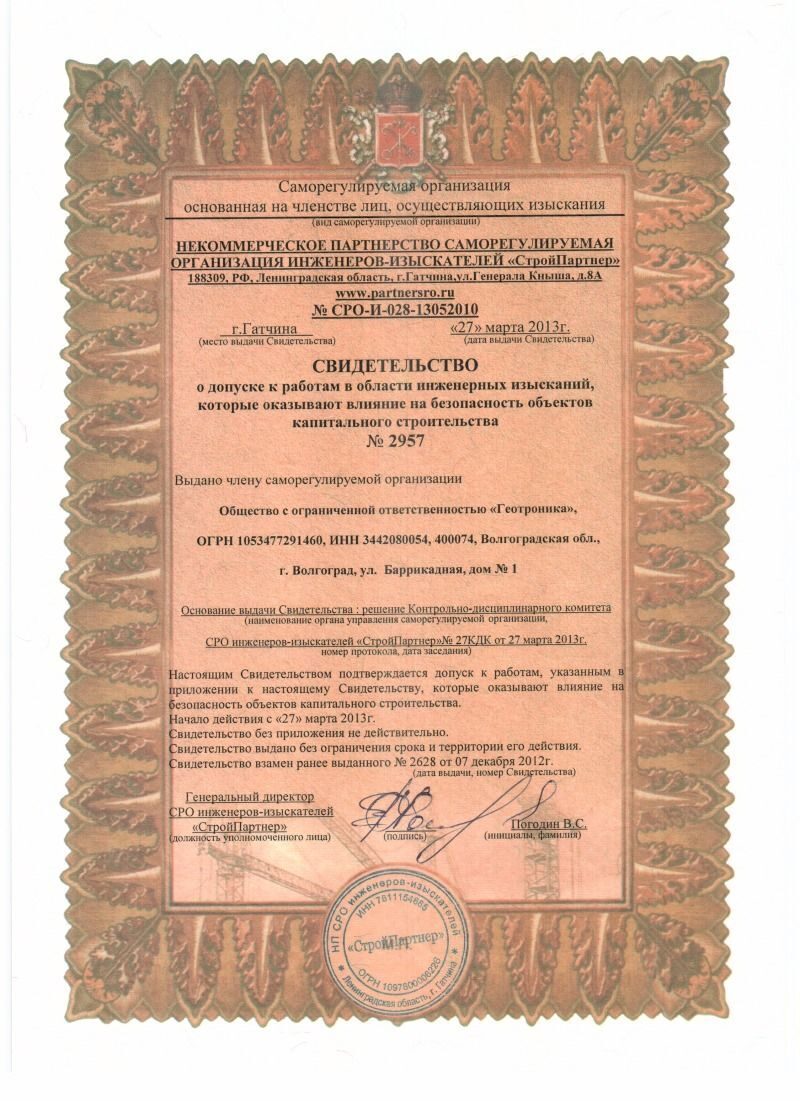 Саморегулируемая организация
основанная на членстве лиц, осуществляющих изыскания
(вид саморегулируемой организации)
НЕКОММЕРЧЕСКОЕ ПАРТНЕРСТВО САМОРЕГУЛИРУЕМАЯ
ОРГАНИЗАЦИЯ ИНЖЕНЕРОВ-ИЗЫСКАТЕЛЕЙ «СтройПартнер»
188309, РФ, Ленинградская область, г.Гатчина,ул.Генерала Кныша, д.8А
www.partnersro.ru
№ СРО-И-028-13052010
г.Гатчина «27» марта 2013г.
(место выдачи Свидетельства) (дата выдачи Свидетельства)
СВИДЕТЕЛЬСТВО
о допуске к работам в области инженерных изысканий,
которые оказывают влияние на безопасность объектов
капитального строительства
№ 2957
Выдано члену саморегулируемой организации
Общество с ограниченной ответственностью «Геотроника»,
ОГРН 1053477291460, ИНН 3442080054, 400074, Волгоградская обл.,
г. Волгоград, ул. Баррикадная, дом № 1
Основание выдачи Свидетельства : решение Контрольно-дисциплинарного комитета
(наименование органа управления саморегулируемой организации,
СРО инженеров-изыскателей «СтройПартнер»№ 27КДК от 27 марта 2013г.
номер протокола, дата заседания)
Настоящим Свидетельством подтверждается допуск к работам, указанным в
приложении к настоящему Свидетельству, которые оказывают влияние на
безопасность объектов капитального строительства.
Начало действия с «27» марта 2013г.
Свидетельство без приложения не действительно.
Свидетельство выдано без ограничения срока и территории его действия.
Свидетельство взамен ранее выданного № 2628 от 07 декабря 2012г.
(дата выдачи, номер Свидетельства)
Генеральный директор
СРО инженеров-изыскателей
«СтройПартнер» Погодин В.С.
(должность уполномоченного лица) (подпись) (инициалы, фамилия)
НП СРО инженеров-изыскателей
ИНН 7811154665
«СтройПартнер»
ОГРН 1097800006226
* Ленинградская область, г. Гатчина *